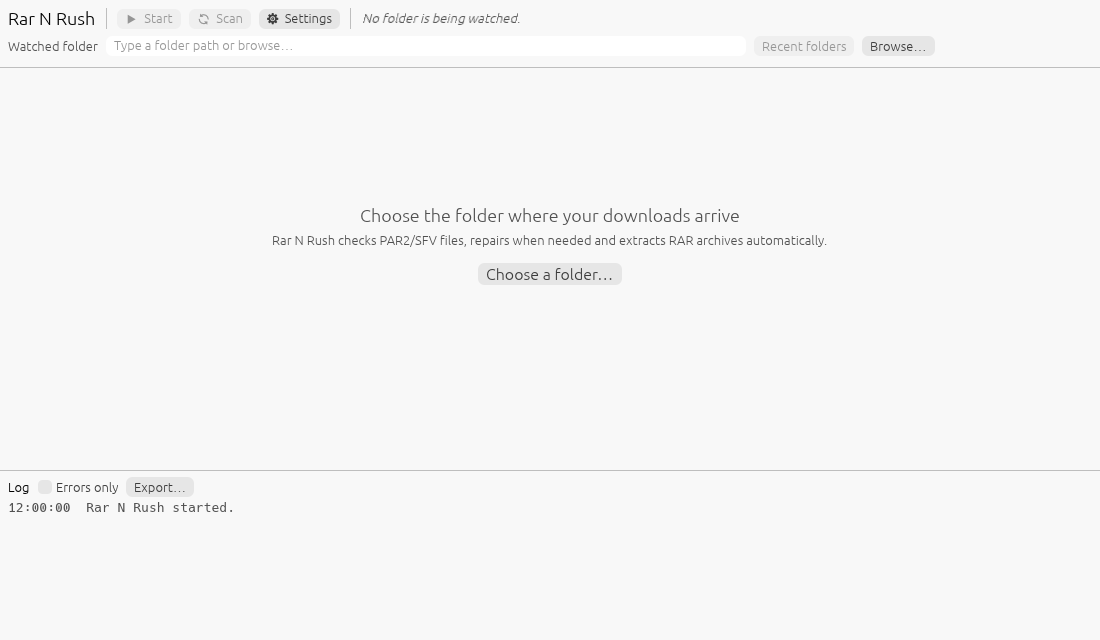 Rar N Rush Start Scan Settings No folder is being watched.
Watched folder Type a folder path or browse… Recent folders Browse…
Choose the folder where your downloads arrive
Rar N Rush checks PAR2/SFV files, repairs when needed and extracts RAR archives automatically.
Choose a folder…
Log Errors only Export…
12:00:00 Rar N Rush started.